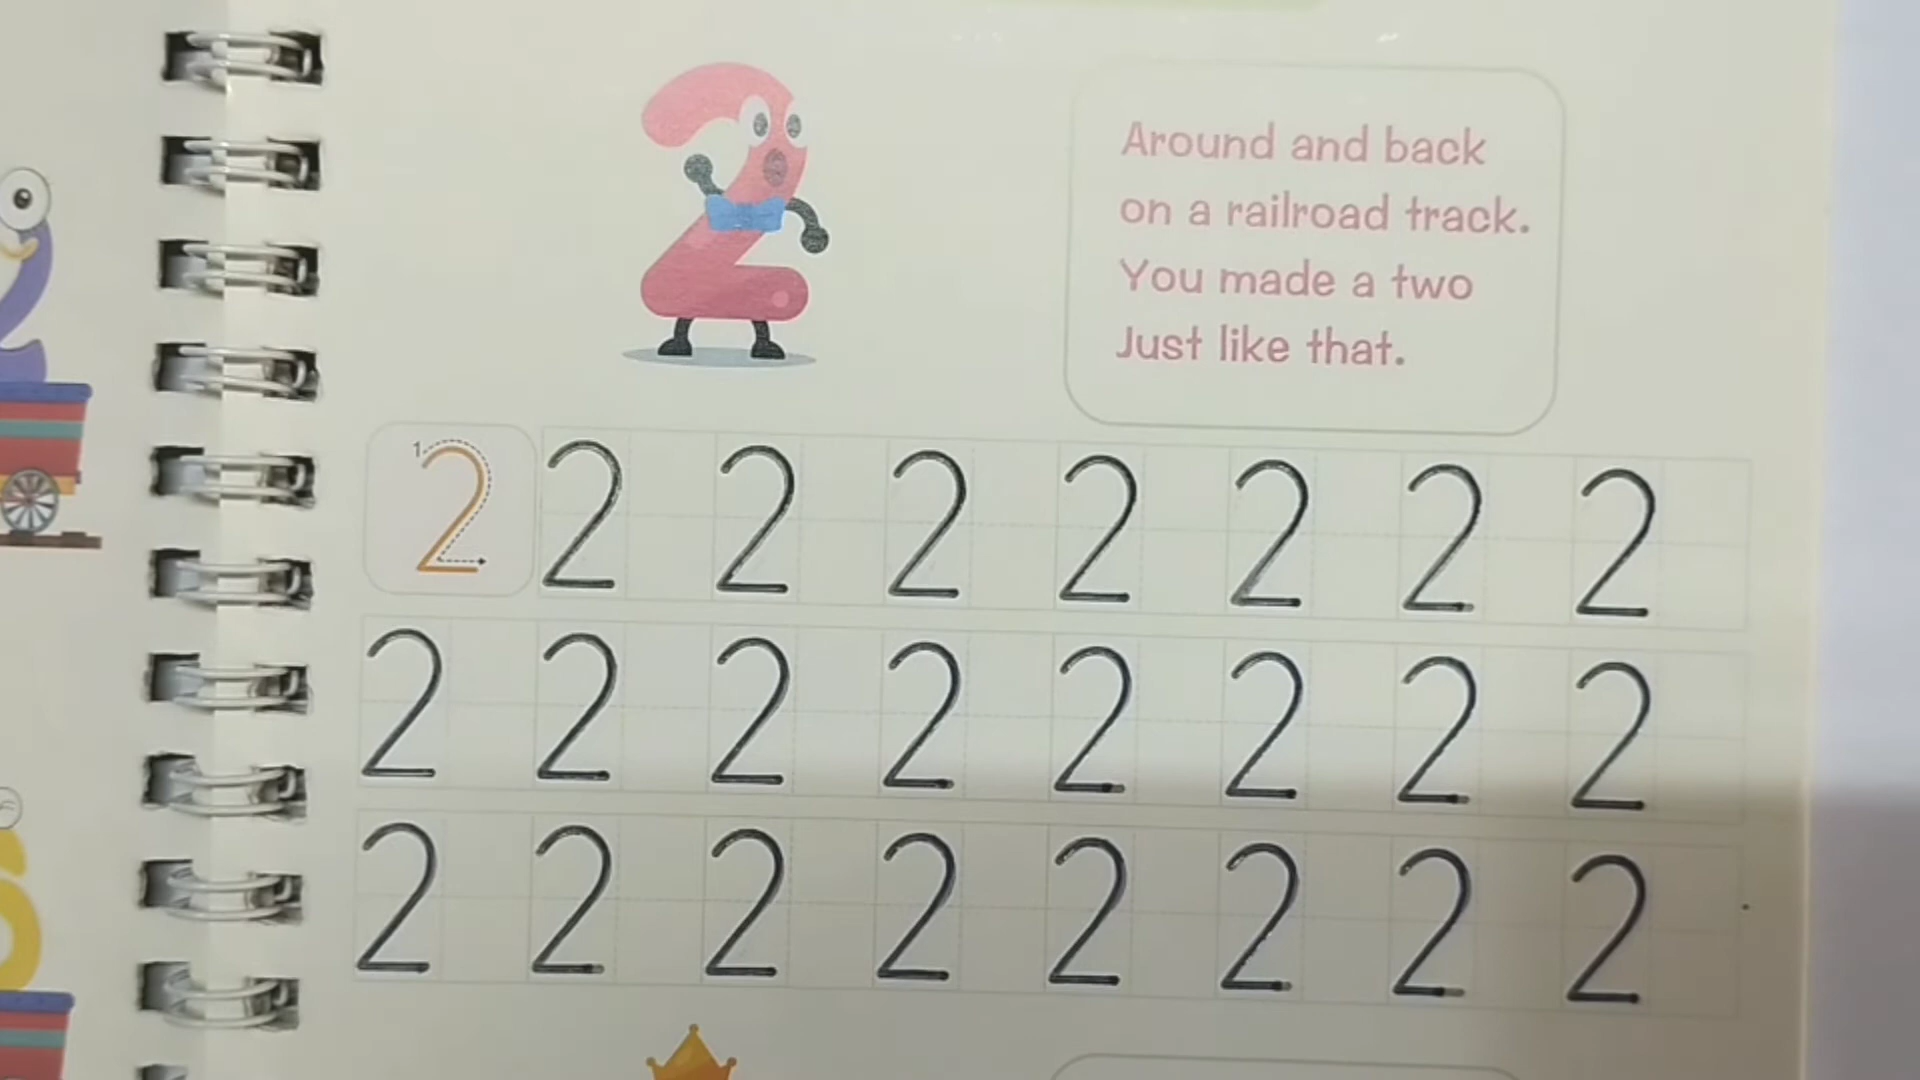 Around and back
on a railroad track.
You made a two
Just like that.
1 2 2 2 2 2 2 2 2
2 2 2 2 2 2 2 2
2 2 2 2 2 2 2 2